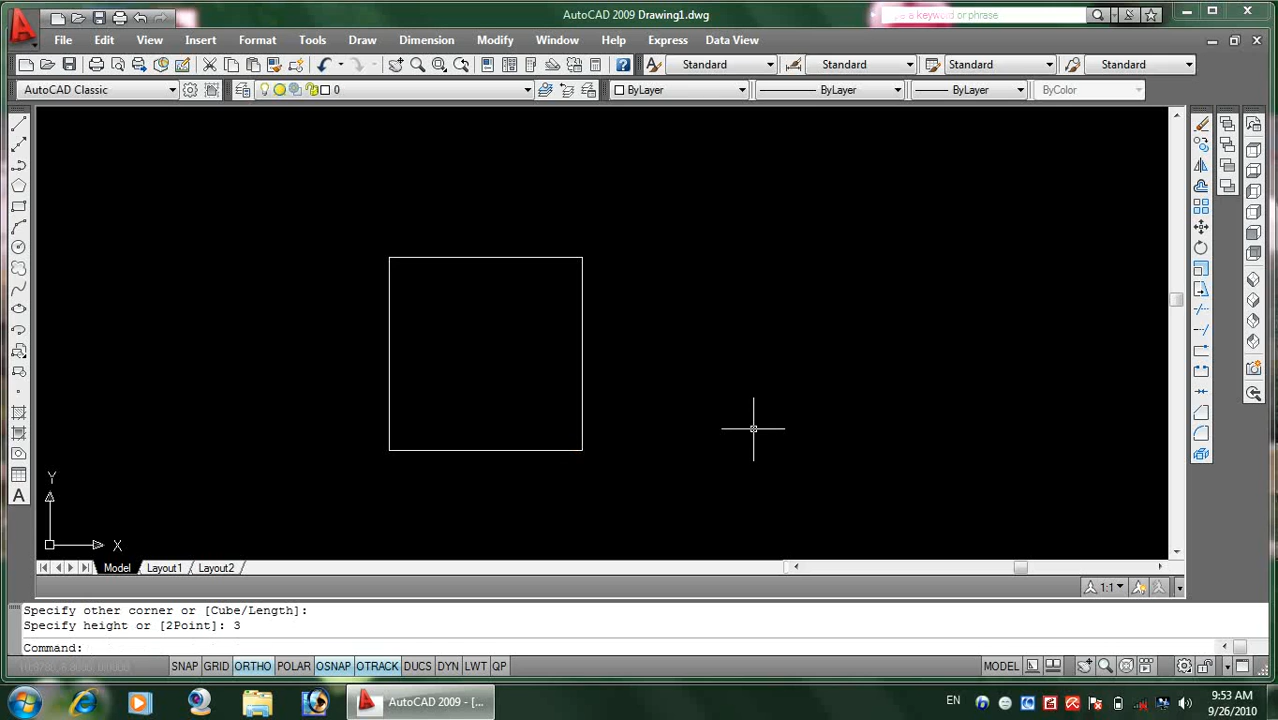 AutoCAD 2009 Drawing1.dwg
e a keyword or phrase
File Edit View Insert Format Tools Draw Dimension Modify Window Help Express Data View
Standard Standard Standard Standard
AutoCAD Classic 0 ByLayer ByLayer ByLayer ByColor
A
Y
X
Model Layout1 Layout2
1:1
Specify other corner or [Cube/Length]:
Specify height or [2Point]: 3
Command:
SNAP GRID ORTHO POLAR OSNAP OTRACK DUCS DYN LWT QP MODEL
AutoCAD 2009 - [...
EN
9:53 AM
9/26/2010